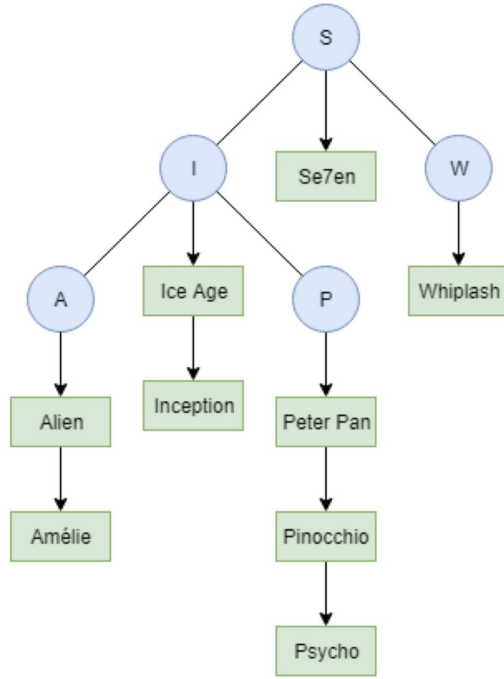 S
I
Se7en
W
A
Ice Age
P
Whiplash
Alien
Inception
Peter Pan
Amélie
Pinocchio
Psycho